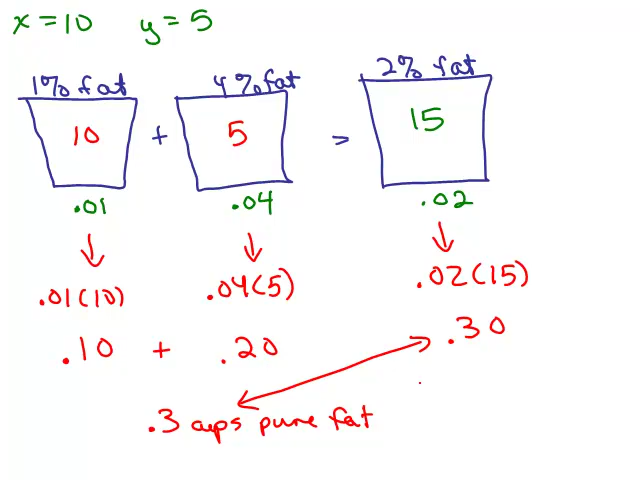 x = 10 y = 5
1% fat 4% fat 2% fat
10 + 5 = 15
.01 .04 .02
.01(10) .04(5) .02(15)
.10 + .20 .30
.3 cups pure fat